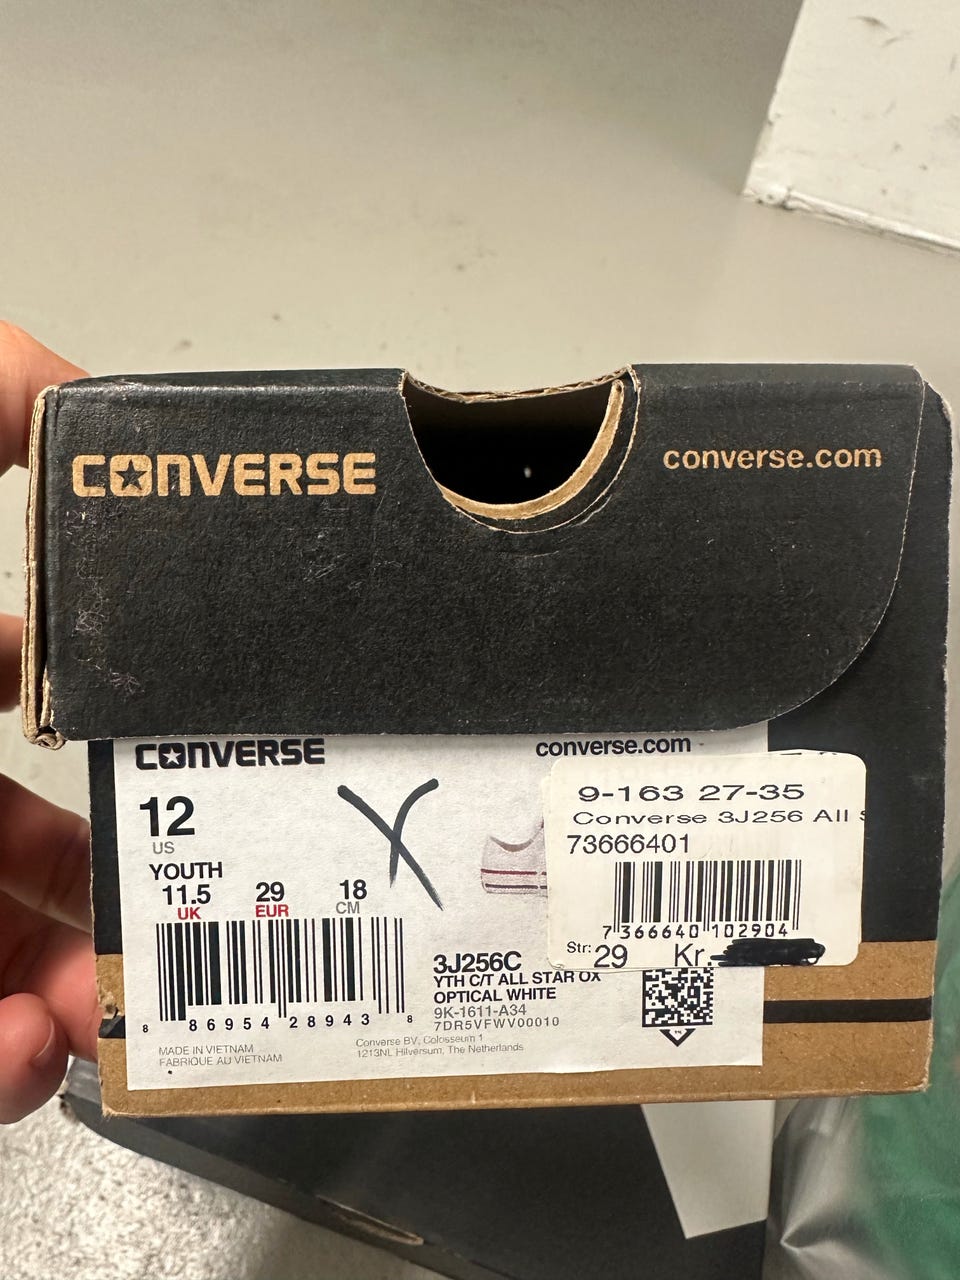 CONVERSE
converse.com
CONVERSE
converse.com
12
US
YOUTH
11.5 29 18
UK EUR CM
8 86954 28943 8
MADE IN VIETNAM
FABRIQUE AU VIETNAM
3J256C
YTH C/T ALL STAR OX
OPTICAL WHITE
9K-1611-A34
7DR5VFWV00010
Converse BV, Colosseum 1
1213NL Hilversum, The Netherlands
9-163 27-35
Converse 3J256 All
73666401
7 366640 102904
Str: 29 Kr.